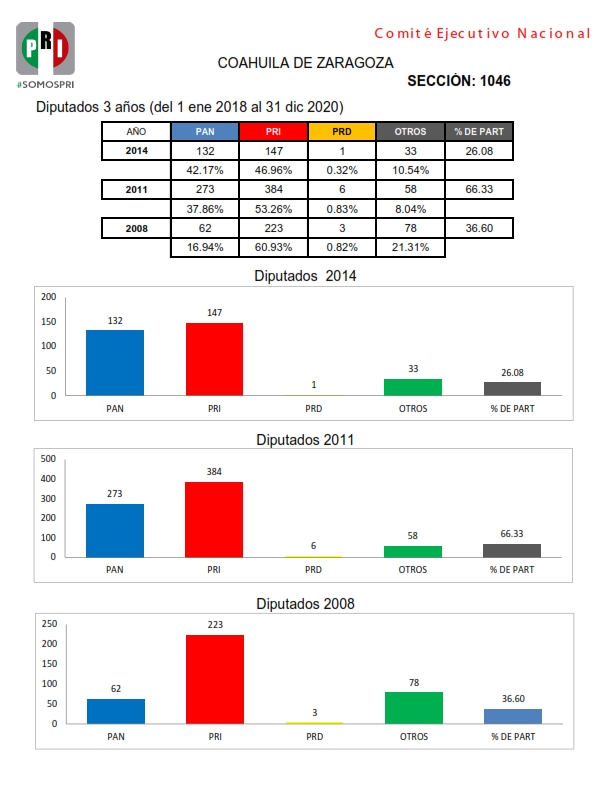 Comité Ejecutivo Nacional
PRI
#SOMOSPRI
COAHUILA DE ZARAGOZA
SECCIÓN: 1046
Diputados 3 años (del 1 ene 2018 al 31 dic 2020)
AÑO PAN PRI PRD OTROS % DE PART
2014 132 147 1 33 26.08
42.17% 46.96% 0.32% 10.54%
2011 273 384 6 58 66.33
37.86% 53.26% 0.83% 8.04%
2008 62 223 3 78 36.60
16.94% 60.93% 0.82% 21.31%
Diputados 2014
200
150
100
50
0
132 147 1 33 26.08
PAN PRI PRD OTROS % DE PART
Diputados 2011
500
400
300
200
100
0
273 384 6 58 66.33
PAN PRI PRD OTROS % DE PART
Diputados 2008
250
200
150
100
50
0
62 223 3 78 36.60
PAN PRI PRD OTROS % DE PART